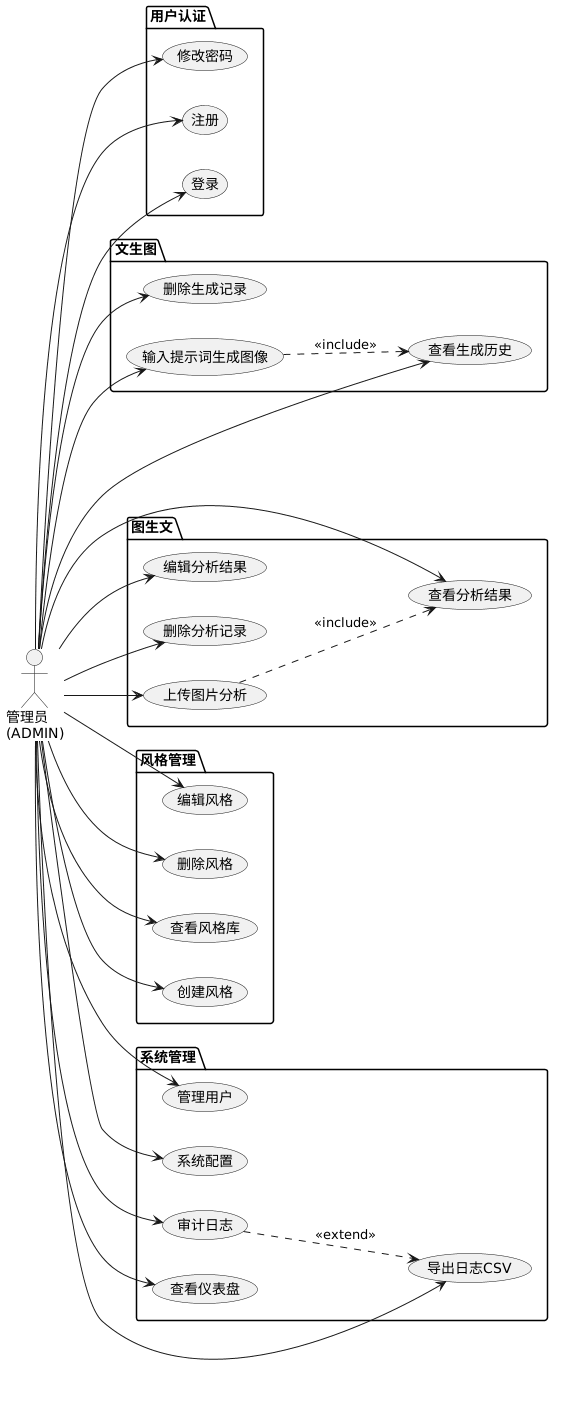 用户认证
修改密码
注册
登录
文生图
删除生成记录
输入提示词生成图像
«include»
查看生成历史
图生文
编辑分析结果
查看分析结果
«include»
删除分析记录
上传图片分析
管理员
(ADMIN)
风格管理
编辑风格
删除风格
查看风格库
创建风格
系统管理
管理用户
系统配置
审计日志
«extend»
导出日志CSV
查看仪表盘